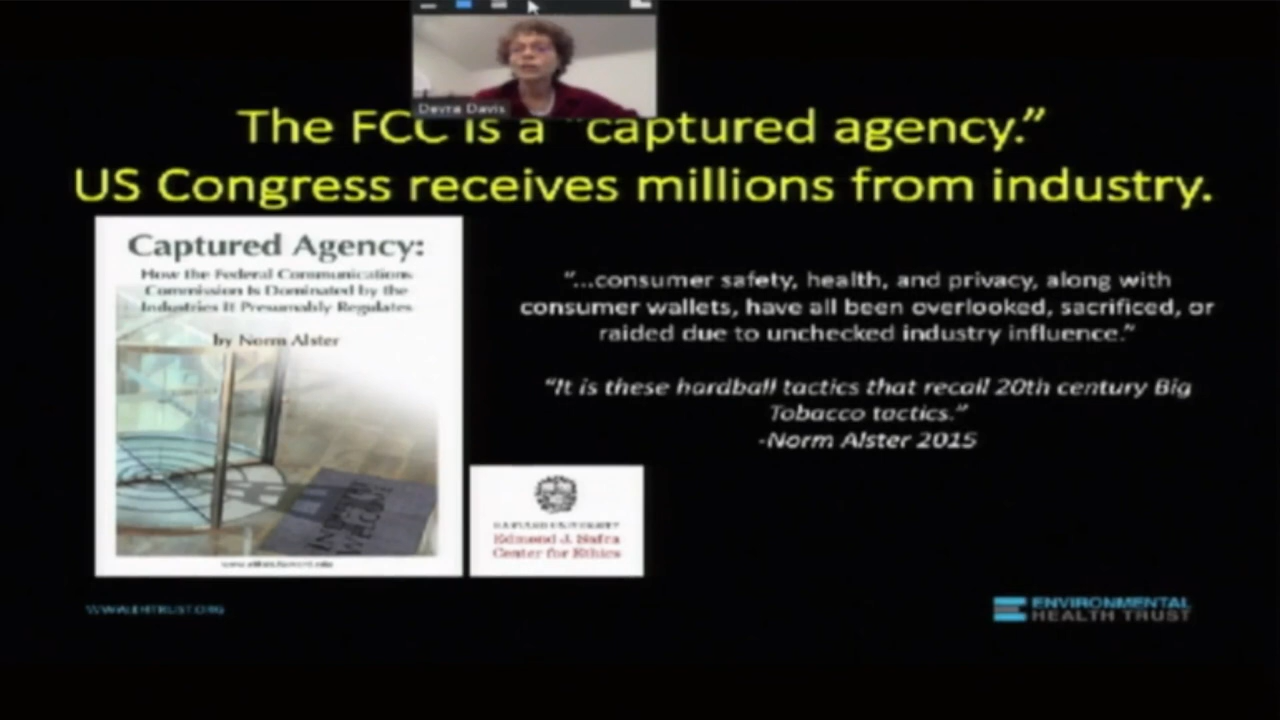 Devra Davis
The FCC is a "captured agency."
US Congress receives millions from industry.
Captured Agency:
How the Federal Communications
Commission Is Dominated by the
Industries It Presumably Regulates
by Norm Alster
INDUSTRY
WELCOME
"...consumer safety, health, and privacy, along with
consumer wallets, have all been overlooked, sacrificed, or
raided due to unchecked industry influence."
"It is these hardball tactics that recall 20th century Big
Tobacco tactics."
-Norm Alster 2015
HARVARD UNIVERSITY
Edmond J. Safra
Center for Ethics
WWW.EHTRUST.ORG
ENVIRONMENTAL
HEALTH TRUST